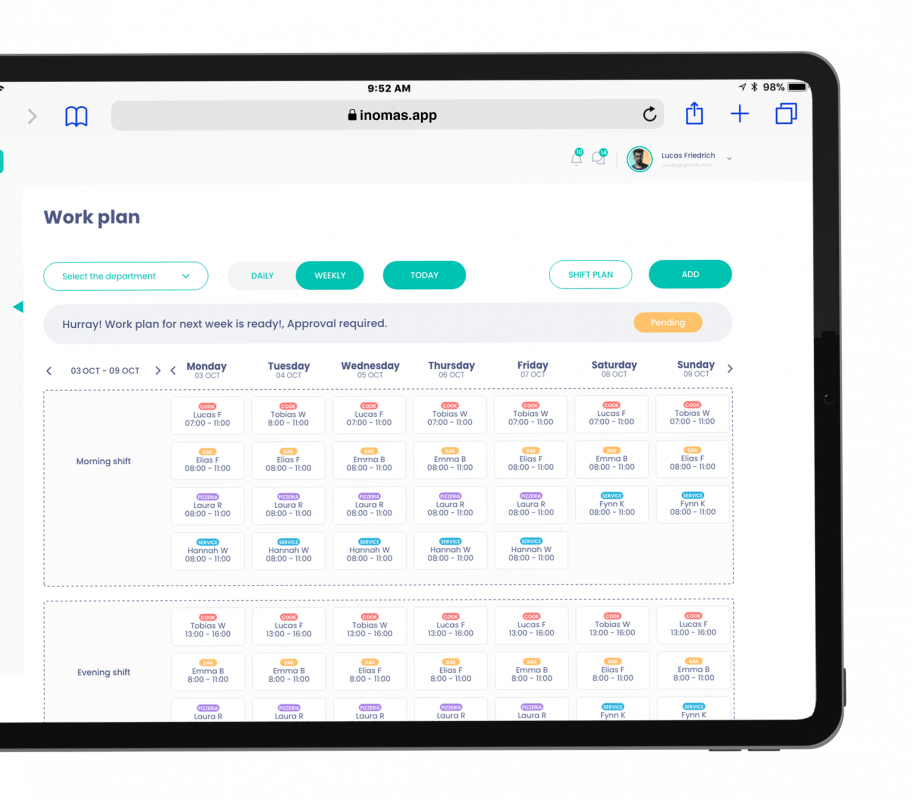 9:52 AM
98%
inomas.app
10
14
Lucas Friedrich
Work plan
Select the department
DAILY
WEEKLY
TODAY
SHIFT PLAN
ADD
Hurray! Work plan for next week is ready!, Approval required.
Pending
03 OCT - 09 OCT
Monday Tuesday Wednesday Thursday Friday Saturday Sunday
03 OCT 04 OCT 05 OCT 06 OCT 07 OCT 08 OCT 09 OCT
COOK COOK COOK COOK COOK COOK COOK
Lucas F Tobias W Lucas F Tobias W Tobias W Lucas F Tobias W
07:00 - 11:00 8:00 - 11:00 07:00 - 11:00 07:00 - 11:00 07:00 - 11:00 07:00 - 11:00 07:00 - 11:00
Morning shift
BAR BAR BAR BAR BAR BAR BAR
Elias F Elias F Emma B Emma B Elias F Emma B Elias F
08:00 - 11:00 08:00 - 11:00 08:00 - 11:00 08:00 - 11:00 08:00 - 11:00 08:00 - 11:00 08:00 - 11:00
PIZZERIA PIZZERIA PIZZERIA PIZZERIA PIZZERIA SERVICE SERVICE
Laura R Laura R Laura R Laura R Laura R Fynn K Fynn K
08:00 - 11:00 08:00 - 11:00 08:00 - 11:00 08:00 - 11:00 08:00 - 11:00 08:00 - 11:00 08:00 - 11:00
SERVICE SERVICE SERVICE SERVICE SERVICE
Hannah W Hannah W Hannah W Hannah W Hannah W
08:00 - 11:00 08:00 - 11:00 08:00 - 11:00 08:00 - 11:00 08:00 - 11:00
COOK COOK COOK COOK COOK COOK COOK
Tobias W Lucas F Tobias W Lucas F Lucas F Tobias W Lucas F
13:00 - 16:00 13:00 - 16:00 13:00 - 16:00 13:00 - 16:00 13:00 - 16:00 13:00 - 16:00 13:00 - 16:00
Evening shift
BAR BAR BAR BAR BAR BAR BAR
Emma B Emma B Elias F Elias F Emma B Elias F Emma B
8:00 - 11:00 8:00 - 11:00 8:00 - 11:00 8:00 - 11:00 8:00 - 11:00 8:00 - 11:00 8:00 - 11:00
PIZZERIA PIZZERIA PIZZERIA PIZZERIA PIZZERIA SERVICE SERVICE
Laura R Laura R Laura R Laura R Laura R Fynn K Fynn K